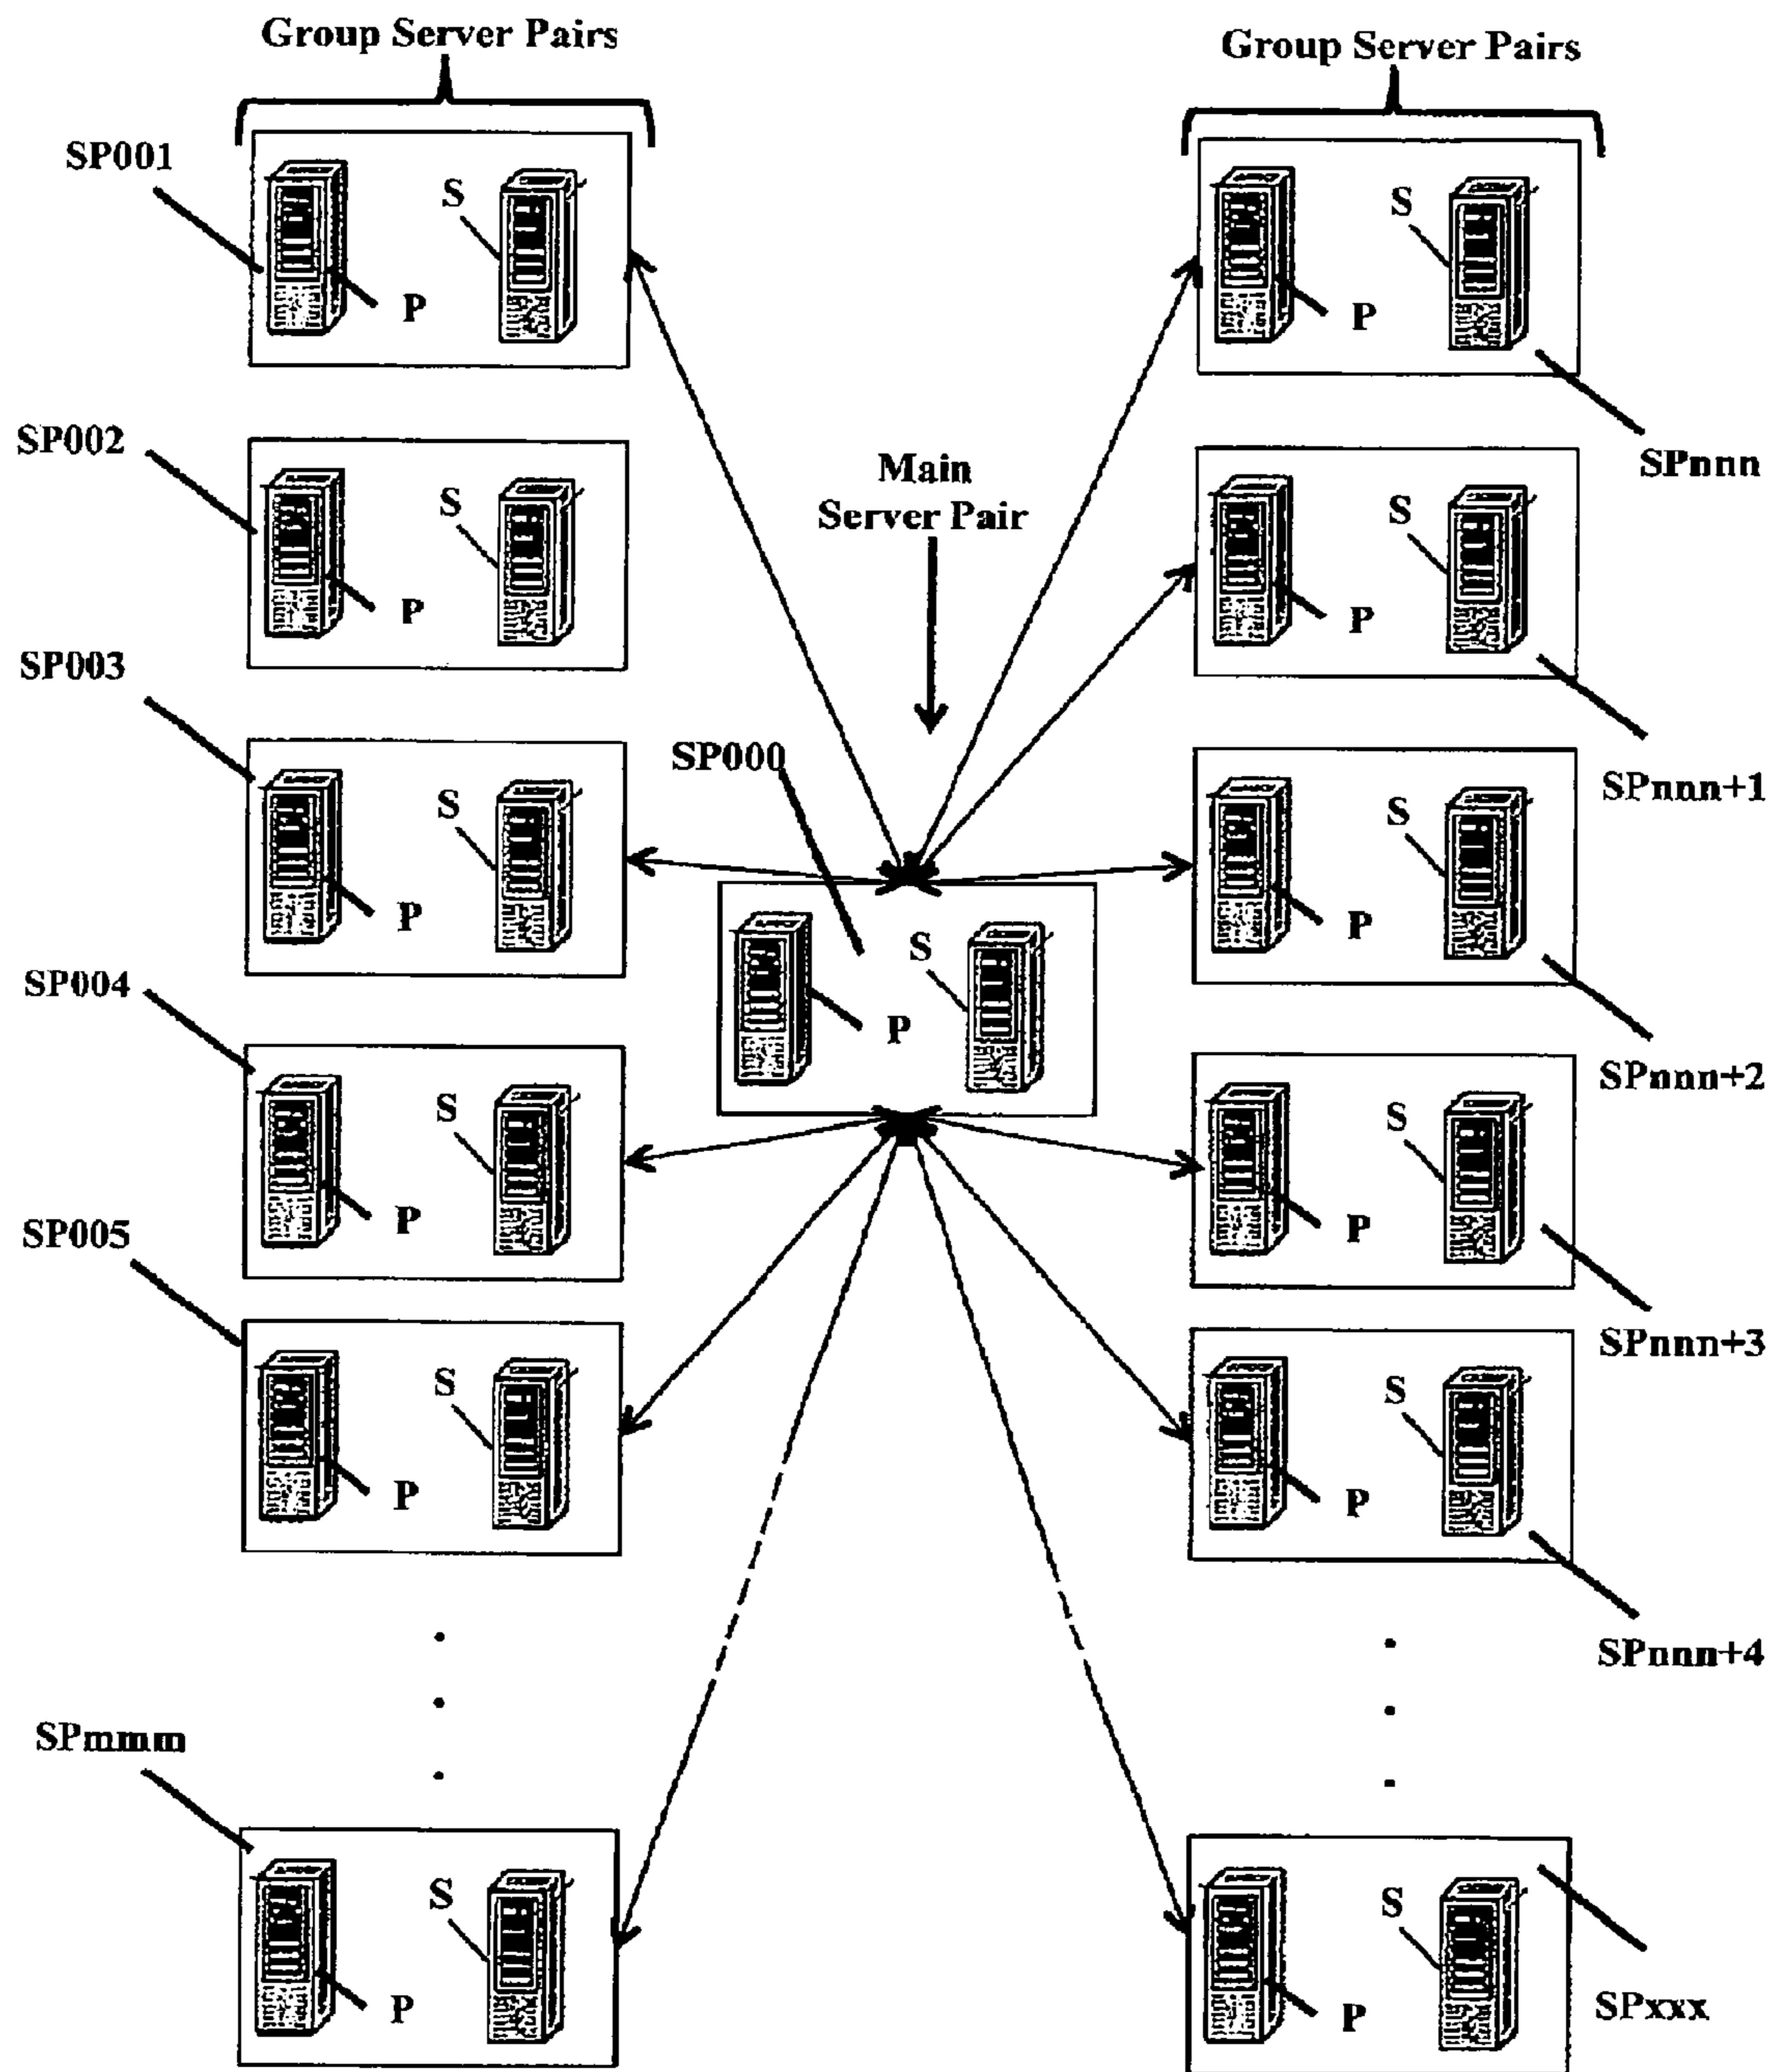 Group Server Pairs
Group Server Pairs
SP001
S
P
S
P
SPnnn
SP002
S
P
Main
Server Pair
S
P
SPnnn+1
SP003
S
P
SP000
S
P
S
P
SPnnn+2
SP004
S
P
S
P
SPnnn+3
SP005
S
P
S
P
SPnnn+4
SPmmm
S
P
S
P
SPxxx